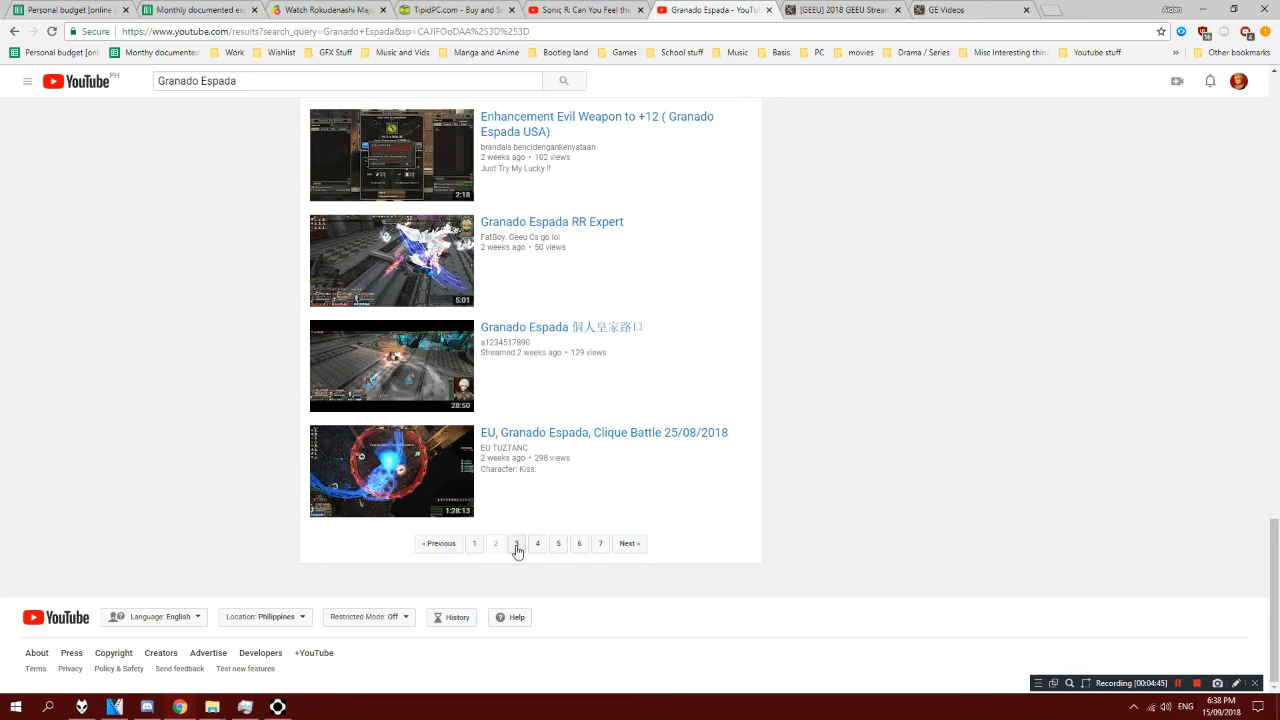 Personal budget [online i
Monthly documented ex
Watch Rokudenashi Maju
TipidPC.com - Buy and Se
Sonic R: Can You Feel the
Granado Espada - YouTu
[GEEU] 2018 GEEU Stream
GE Videos
Secure
https://www.youtube.com/results?search_query=Granado+Espada&sp=CAJIFOoDAA%253D%253D
Personal budget [onlin
Monthy documented
Work
Wishlist
GFX Stuff
Music and Vids
Manga and Anime
Bootleg land
Games
School stuff
Music
Basis
PC
movies
Drama / Series
Misc Interesting thing
Youtube stuff
»
Other bookmarks
YouTube PH
Granado Espada
Enhancement Evil Weapon to +12 ( Granado
Espada USA)
brandals bencidengankenyataan
2 weeks ago • 102 views
Just Try My Lucky !!
2:18
Granado Espada RR Expert
FatBoy. Geeu Cs go lol
2 weeks ago • 50 views
5:01
Granado Espada 個人皇家路口
a1234517890
Streamed 2 weeks ago • 129 views
28:50
EU, Granado Espada, Clique Battle 25/08/2018
EU TUZTANC
2 weeks ago • 298 views
Character: Kiss.
1:28:13
« Previous 1 2 3 4 5 6 7 Next »
YouTube
Language: English
Location: Philippines
Restricted Mode: Off
History
Help
About Press Copyright Creators Advertise Developers +YouTube
Terms Privacy Policy & Safety Send feedback Test new features
Recording [00:04:45]
ENG
6:38 PM
15/09/2018